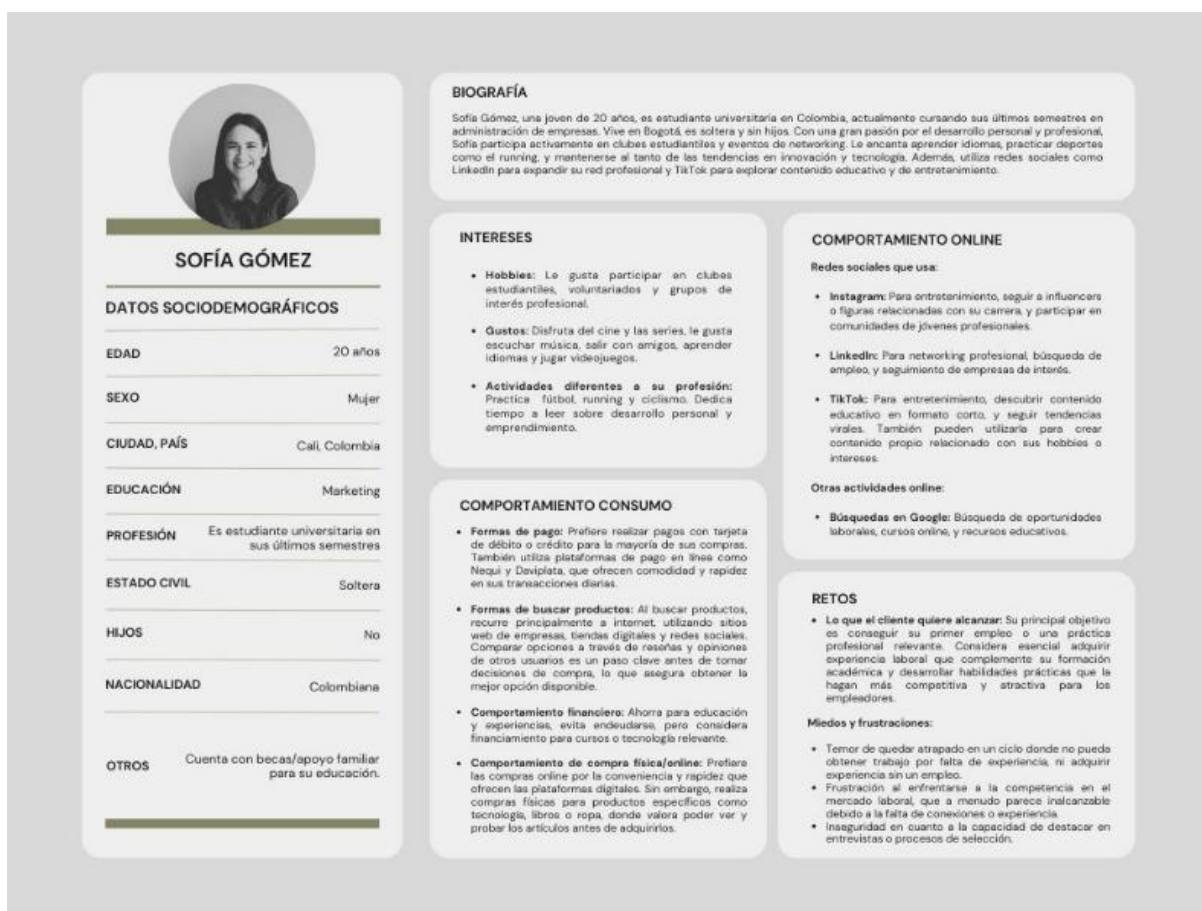 SOFÍA GÓMEZ
DATOS SOCIODEMOGRÁFICOS
EDAD 20 años
SEXO Mujer
CIUDAD, PAÍS Cali, Colombia
EDUCACIÓN Marketing
PROFESIÓN Es estudiante universitaria en
sus últimos semestres
ESTADO CIVIL Soltera
HIJOS No
NACIONALIDAD Colombiana
OTROS Cuenta con becas/apoyo familiar
para su educación.
BIOGRAFÍA
Sofía Gómez, una joven de 20 años, es estudiante universitaria en Colombia, actualmente cursando sus últimos semestres en
administración de empresas. Vive en Bogotá, es soltera y sin hijos. Con una gran pasión por el desarrollo personal y profesional,
Sofía participa activamente en clubes estudiantiles y eventos de networking. Le encanta aprender idiomas, practicar deportes
como el running, y mantenerse al tanto de las tendencias en innovación y tecnología. Además, utiliza redes sociales como
LinkedIn para expandir su red profesional y TikTok para explorar contenido educativo y de entretenimiento.
INTERESES
• Hobbies: Le gusta participar en clubes
estudiantiles, voluntariados y grupos de
interés profesional.
• Gustos: Disfruta del cine y las series, le gusta
escuchar música, salir con amigos, aprender
idiomas y jugar videojuegos.
• Actividades diferentes a su profesión:
Practica fútbol, running y ciclismo. Dedica
tiempo a leer sobre desarrollo personal y
emprendimiento.
COMPORTAMIENTO CONSUMO
• Formas de pago: Prefiere realizar pagos con tarjeta
de débito o crédito para la mayoría de sus compras.
También utiliza plataformas de pago en línea como
Nequi y Daviplata, que ofrecen comodidad y rapidez
en sus transacciones diarias.
• Formas de buscar productos: Al buscar productos,
recurre principalmente a internet, utilizando sitios
web de empresas, tiendas digitales y redes sociales.
Comparar opciones a través de reseñas y opiniones
de otros usuarios es un paso clave antes de tomar
decisiones de compra, lo que asegura obtener la
mejor opción disponible.
• Comportamiento financiero: Ahorra para educación
y experiencias, evita endeudarse, pero considera
financiamiento para cursos o tecnología relevante.
• Comportamiento de compra física/online: Prefiere
las compras online por la conveniencia y rapidez que
ofrecen las plataformas digitales. Sin embargo, realiza
compras físicas para productos específicos como
tecnología, libros o ropa, donde valora poder ver y
probar los artículos antes de adquirirlos.
COMPORTAMIENTO ONLINE
Redes sociales que usa:
• Instagram: Para entretenimiento, seguir a influencers
o figuras relacionadas con su carrera, y participar en
comunidades de jóvenes profesionales.
• LinkedIn: Para networking profesional, búsqueda de
empleo, y seguimiento de empresas de interés.
• TikTok: Para entretenimiento, descubrir contenido
educativo en formato corto, y seguir tendencias
virales. También pueden utilizarla para crear
contenido propio relacionado con sus hobbies o
intereses.
Otras actividades online:
• Búsquedas en Google: Búsqueda de oportunidades
laborales, cursos online, y recursos educativos.
RETOS
• Lo que el cliente quiere alcanzar: Su principal objetivo
es conseguir su primer empleo o una práctica
profesional relevante. Considera esencial adquirir
experiencia laboral que complemente su formación
académica y desarrollar habilidades prácticas que la
hagan más competitiva y atractiva para los
empleadores.
Miedos y frustraciones:
• Temor de quedar atrapado en un ciclo donde no pueda
obtener trabajo por falta de experiencia, ni adquirir
experiencia sin un empleo.
• Frustración al enfrentarse a la competencia en el
mercado laboral, que a menudo parece inalcanzable
debido a la falta de conexiones o experiencia.
• Inseguridad en cuanto a la capacidad de destacar en
entrevistas o procesos de selección.